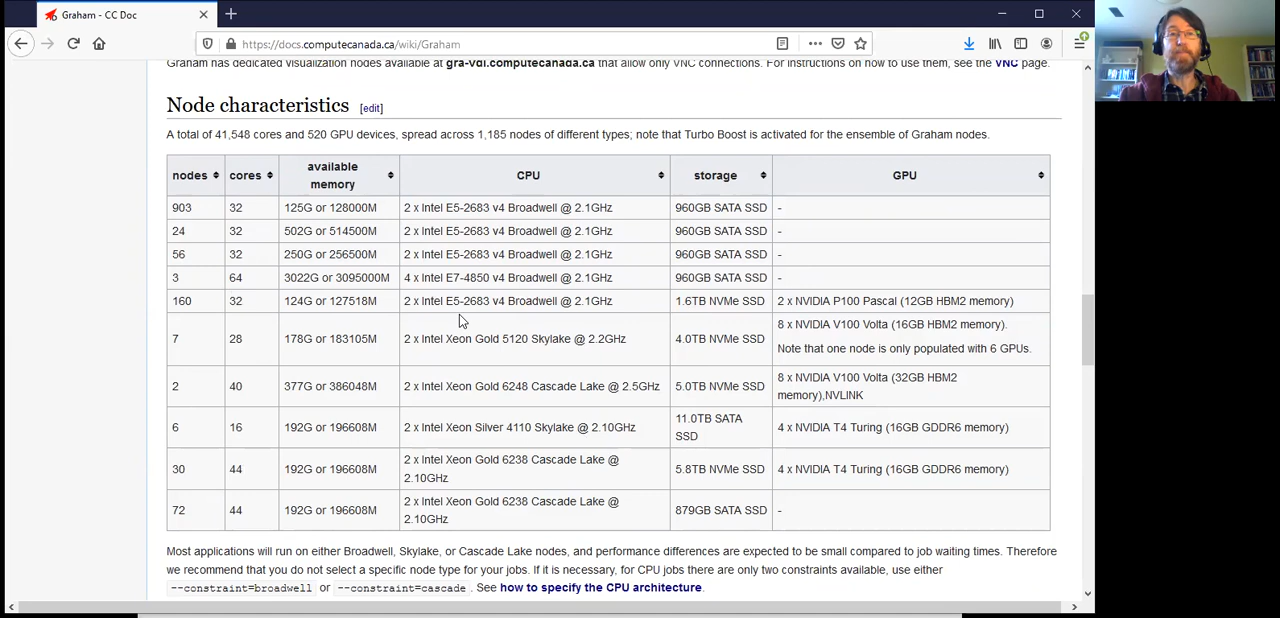 Graham - CC Doc
https://docs.computecanada.ca/wiki/Graham
Graham has dedicated visualization nodes available at gra-vdi.computecanada.ca that allow only VNC connections. For instructions on how to use them, see the VNC page.
Node characteristics [edit]
A total of 41,548 cores and 520 GPU devices, spread across 1,185 nodes of different types; note that Turbo Boost is activated for the ensemble of Graham nodes.
nodes cores available memory CPU storage GPU
903 32 125G or 128000M 2 x Intel E5-2683 v4 Broadwell @ 2.1GHz 960GB SATA SSD -
24 32 502G or 514500M 2 x Intel E5-2683 v4 Broadwell @ 2.1GHz 960GB SATA SSD -
56 32 250G or 256500M 2 x Intel E5-2683 v4 Broadwell @ 2.1GHz 960GB SATA SSD -
3 64 3022G or 3095000M 4 x Intel E7-4850 v4 Broadwell @ 2.1GHz 960GB SATA SSD -
160 32 124G or 127518M 2 x Intel E5-2683 v4 Broadwell @ 2.1GHz 1.6TB NVMe SSD 2 x NVIDIA P100 Pascal (12GB HBM2 memory)
7 28 178G or 183105M 2 x Intel Xeon Gold 5120 Skylake @ 2.2GHz 4.0TB NVMe SSD 8 x NVIDIA V100 Volta (16GB HBM2 memory).
Note that one node is only populated with 6 GPUs.
2 40 377G or 386048M 2 x Intel Xeon Gold 6248 Cascade Lake @ 2.5GHz 5.0TB NVMe SSD 8 x NVIDIA V100 Volta (32GB HBM2
memory),NVLINK
6 16 192G or 196608M 2 x Intel Xeon Silver 4110 Skylake @ 2.10GHz 11.0TB SATA SSD 4 x NVIDIA T4 Turing (16GB GDDR6 memory)
30 44 192G or 196608M 2 x Intel Xeon Gold 6238 Cascade Lake @ 2.10GHz 5.8TB NVMe SSD 4 x NVIDIA T4 Turing (16GB GDDR6 memory)
72 44 192G or 196608M 2 x Intel Xeon Gold 6238 Cascade Lake @ 2.10GHz 879GB SATA SSD -
Most applications will run on either Broadwell, Skylake, or Cascade Lake nodes, and performance differences are expected to be small compared to job waiting times. Therefore
we recommend that you do not select a specific node type for your jobs. If it is necessary, for CPU jobs there are only two constraints available, use either
--constraint=broadwell or --constraint=cascade. See how to specify the CPU architecture.